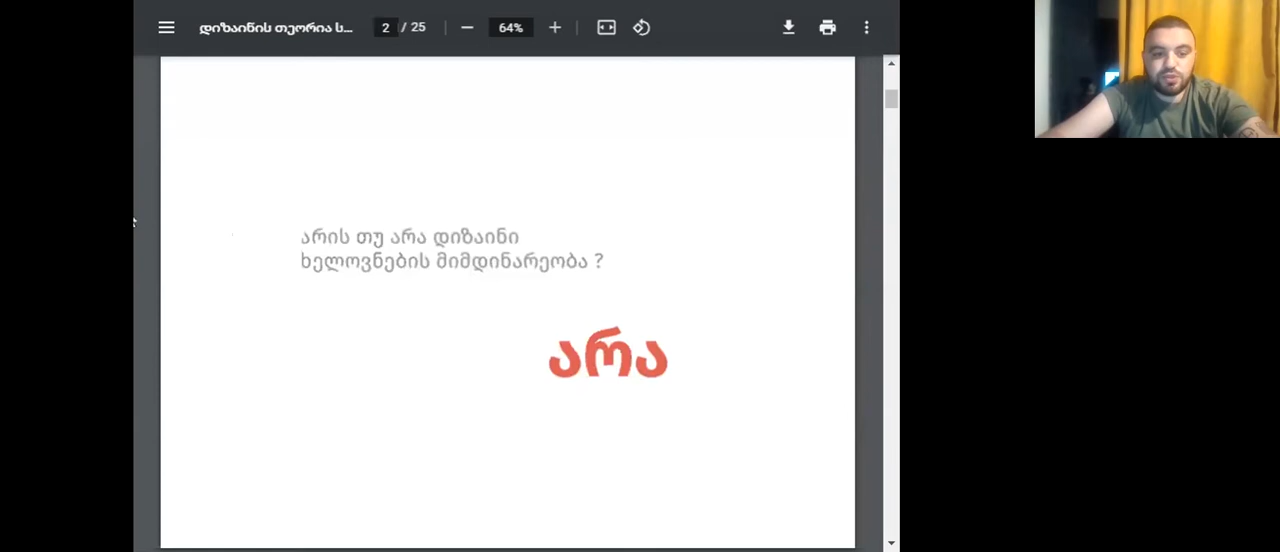 დიზაინის თეორია ს...
2 / 25
64%
არის თუ არა დიზაინი
ხელოვნების მიმდინარეობა ?
არა